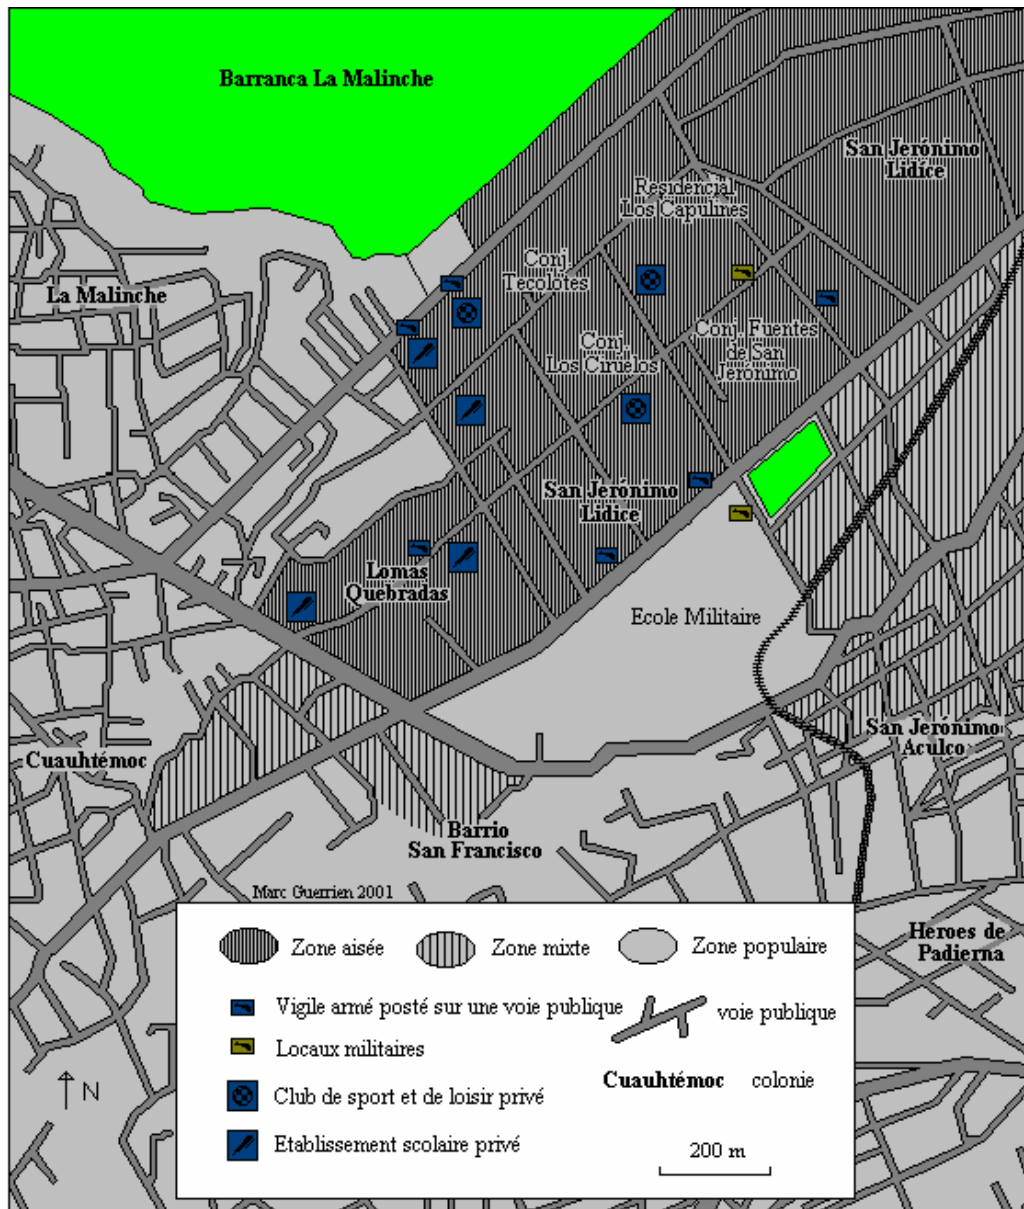 Barranca La Malinche
San Jerónimo
Lidice
Residencial
Los Capulines
Conj.
Tecolotes
La Malinche
Conj. Fuentes
de San
Jerónimo
Conj.
Los Ciruelos
San Jerónimo
Lidice
Lomas
Quebradas
Ecole Militaire
San Jerónimo
Aculco
Cuauhtémoc
Barrio
San Francisco
Marc Guerrien 2001
Heroes de
Padierna
Zone aisée
Zone mixte
Zone populaire
Vigile armé posté sur une voie publique
voie publique
Locaux militaires
Cuauhtémoc colonie
Club de sport et de loisir privé
Etablissement scolaire privé
200 m
N